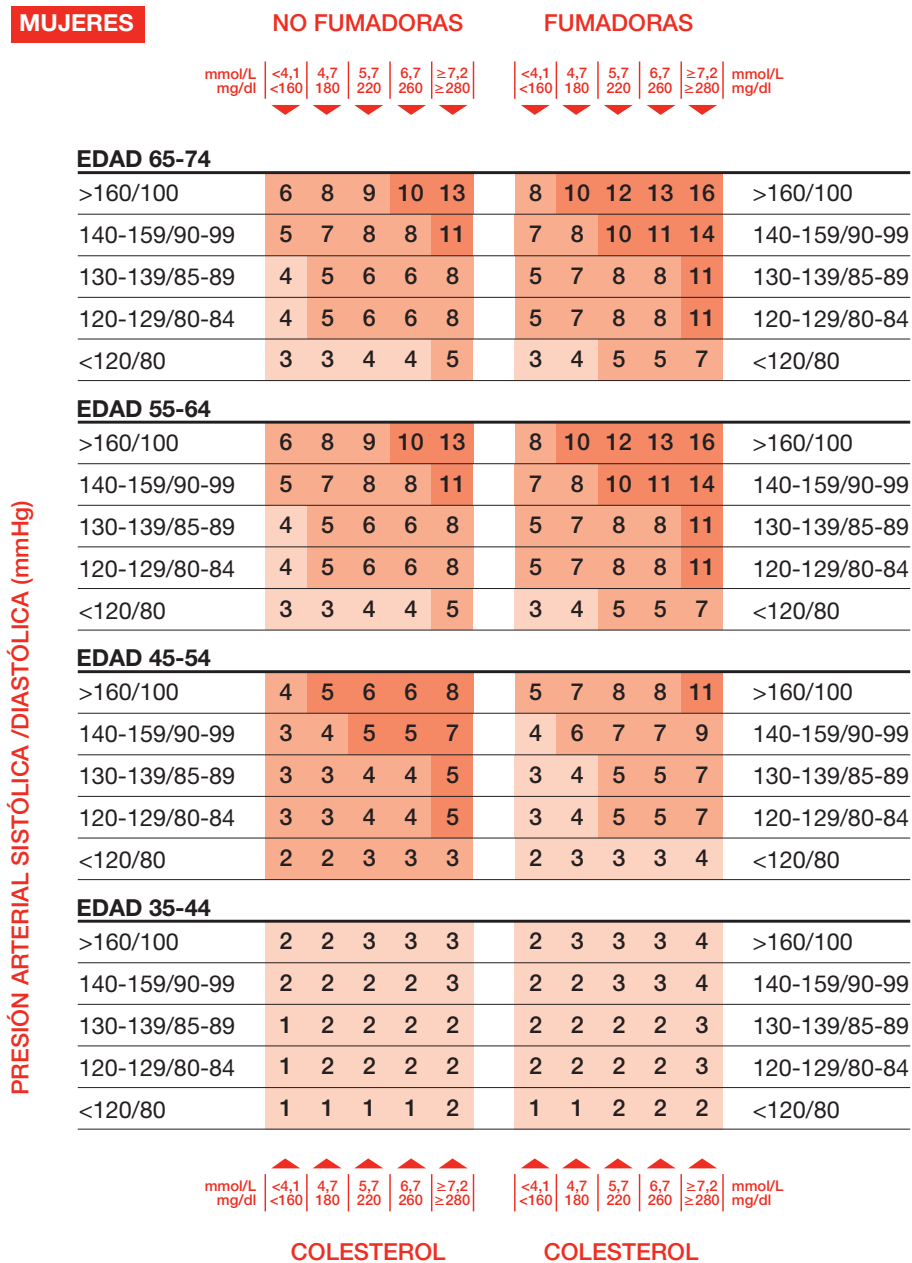 MUJERES NO FUMADORAS FUMADORAS
mmol/L <4,1 4,7 5,7 6,7 ≥7,2 <4,1 4,7 5,7 6,7 ≥7,2 mmol/L
mg/dl <160 180 220 260 ≥280 <160 180 220 260 ≥280 mg/dl
EDAD 65-74
>160/100 6 8 9 10 13 8 10 12 13 16 >160/100
140-159/90-99 5 7 8 8 11 7 8 10 11 14 140-159/90-99
130-139/85-89 4 5 6 6 8 5 7 8 8 11 130-139/85-89
120-129/80-84 4 5 6 6 8 5 7 8 8 11 120-129/80-84
<120/80 3 3 4 4 5 3 4 5 5 7 <120/80
EDAD 55-64
>160/100 6 8 9 10 13 8 10 12 13 16 >160/100
140-159/90-99 5 7 8 8 11 7 8 10 11 14 140-159/90-99
130-139/85-89 4 5 6 6 8 5 7 8 8 11 130-139/85-89
120-129/80-84 4 5 6 6 8 5 7 8 8 11 120-129/80-84
<120/80 3 3 4 4 5 3 4 5 5 7 <120/80
EDAD 45-54
>160/100 4 5 6 6 8 5 7 8 8 11 >160/100
140-159/90-99 3 4 5 5 7 4 6 7 7 9 140-159/90-99
130-139/85-89 3 3 4 4 5 3 4 5 5 7 130-139/85-89
120-129/80-84 3 3 4 4 5 3 4 5 5 7 120-129/80-84
<120/80 2 2 3 3 3 2 3 3 3 4 <120/80
EDAD 35-44
>160/100 2 2 3 3 3 2 3 3 3 4 >160/100
140-159/90-99 2 2 2 2 3 2 2 3 3 4 140-159/90-99
130-139/85-89 1 2 2 2 2 2 2 2 2 3 130-139/85-89
120-129/80-84 1 2 2 2 2 2 2 2 2 3 120-129/80-84
<120/80 1 1 1 1 2 1 1 2 2 2 <120/80
mmol/L <4,1 4,7 5,7 6,7 ≥7,2 <4,1 4,7 5,7 6,7 ≥7,2 mmol/L
mg/dl <160 180 220 260 ≥280 <160 180 220 260 ≥280 mg/dl
COLESTEROL COLESTEROL
PRESIÓN ARTERIAL SISTÓLICA /DIASTÓLICA (mmHg)